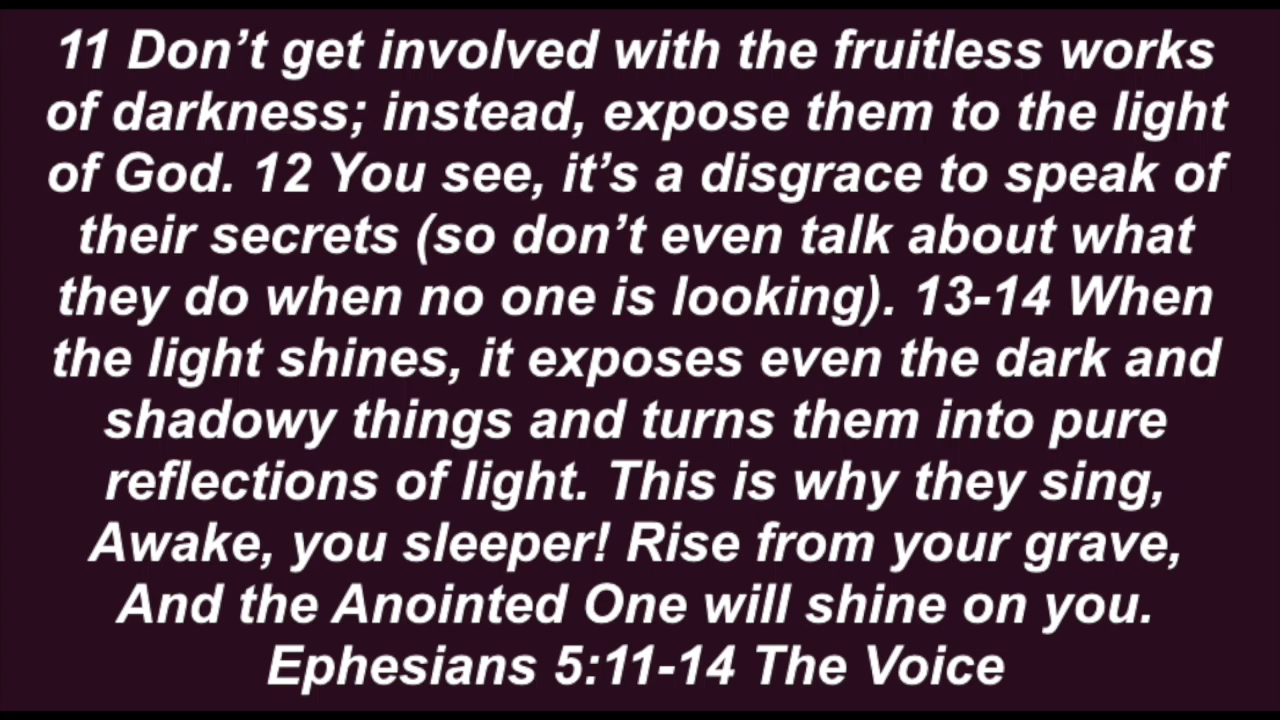 11 Don’t get involved with the fruitless works
of darkness; instead, expose them to the light
of God. 12 You see, it’s a disgrace to speak of
their secrets (so don’t even talk about what
they do when no one is looking). 13-14 When
the light shines, it exposes even the dark and
shadowy things and turns them into pure
reflections of light. This is why they sing,
Awake, you sleeper! Rise from your grave,
And the Anointed One will shine on you.
Ephesians 5:11-14 The Voice